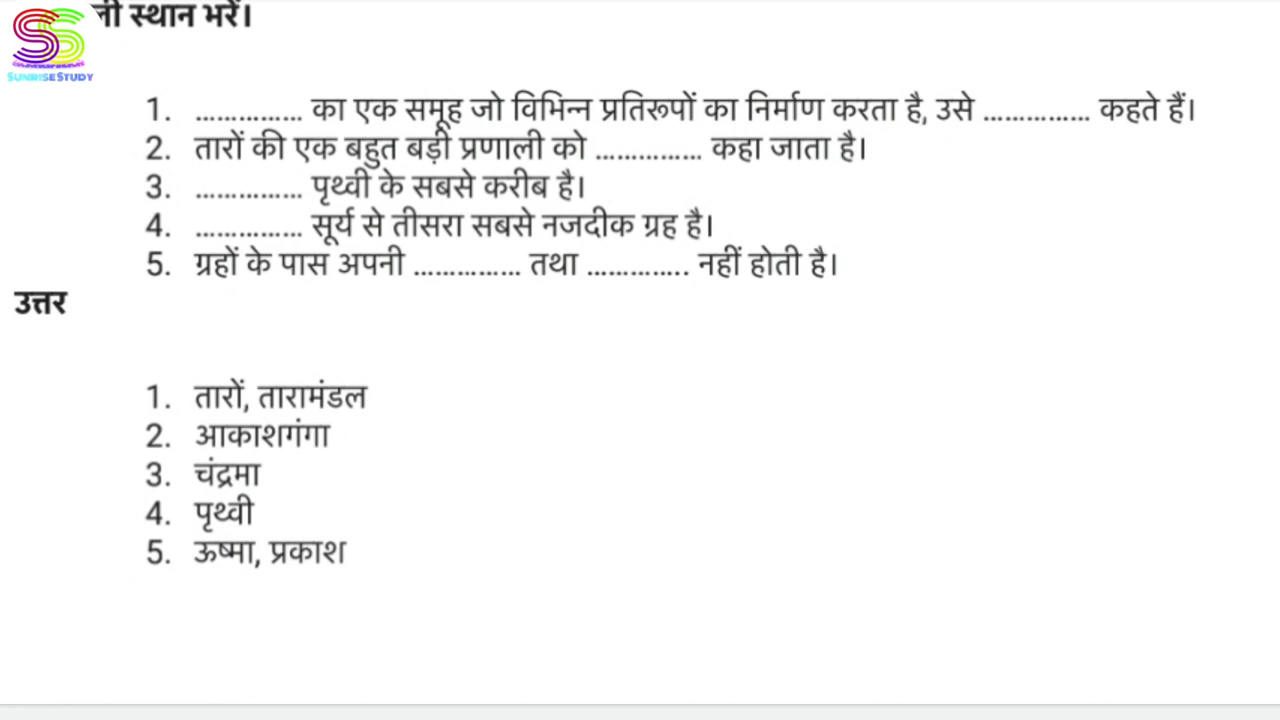 स्थान भरें।
SUNRISE STUDY
1. ............... का एक समूह जो विभिन्न प्रतिरूपों का निर्माण करता है, उसे ............... कहते हैं।
2. तारों की एक बहुत बड़ी प्रणाली को ............... कहा जाता है।
3. ............... पृथ्वी के सबसे करीब है।
4. ............... सूर्य से तीसरा सबसे नजदीक ग्रह है।
5. ग्रहों के पास अपनी ............... तथा .............. नहीं होती है।
उत्तर
1. तारों, तारामंडल
2. आकाशगंगा
3. चंद्रमा
4. पृथ्वी
5. ऊष्मा, प्रकाश